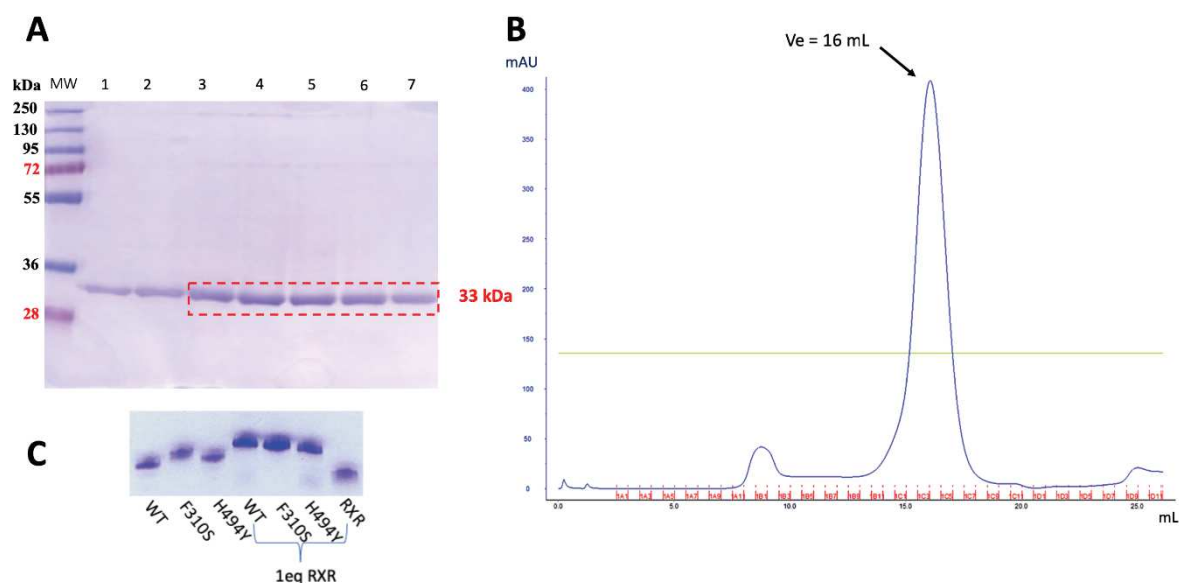 A
kDa MW 1 2 3 4 5 6 7
250
130
95
72
55
36
28
33 kDa
B
Ve = 16 mL
mAU
400
350
300
250
200
150
100
50
0
0.0 5.0 10.0 15.0 20.0 25.0
mL
C
WT F310S H494Y WT F310S H494Y RXR
1eq RXR